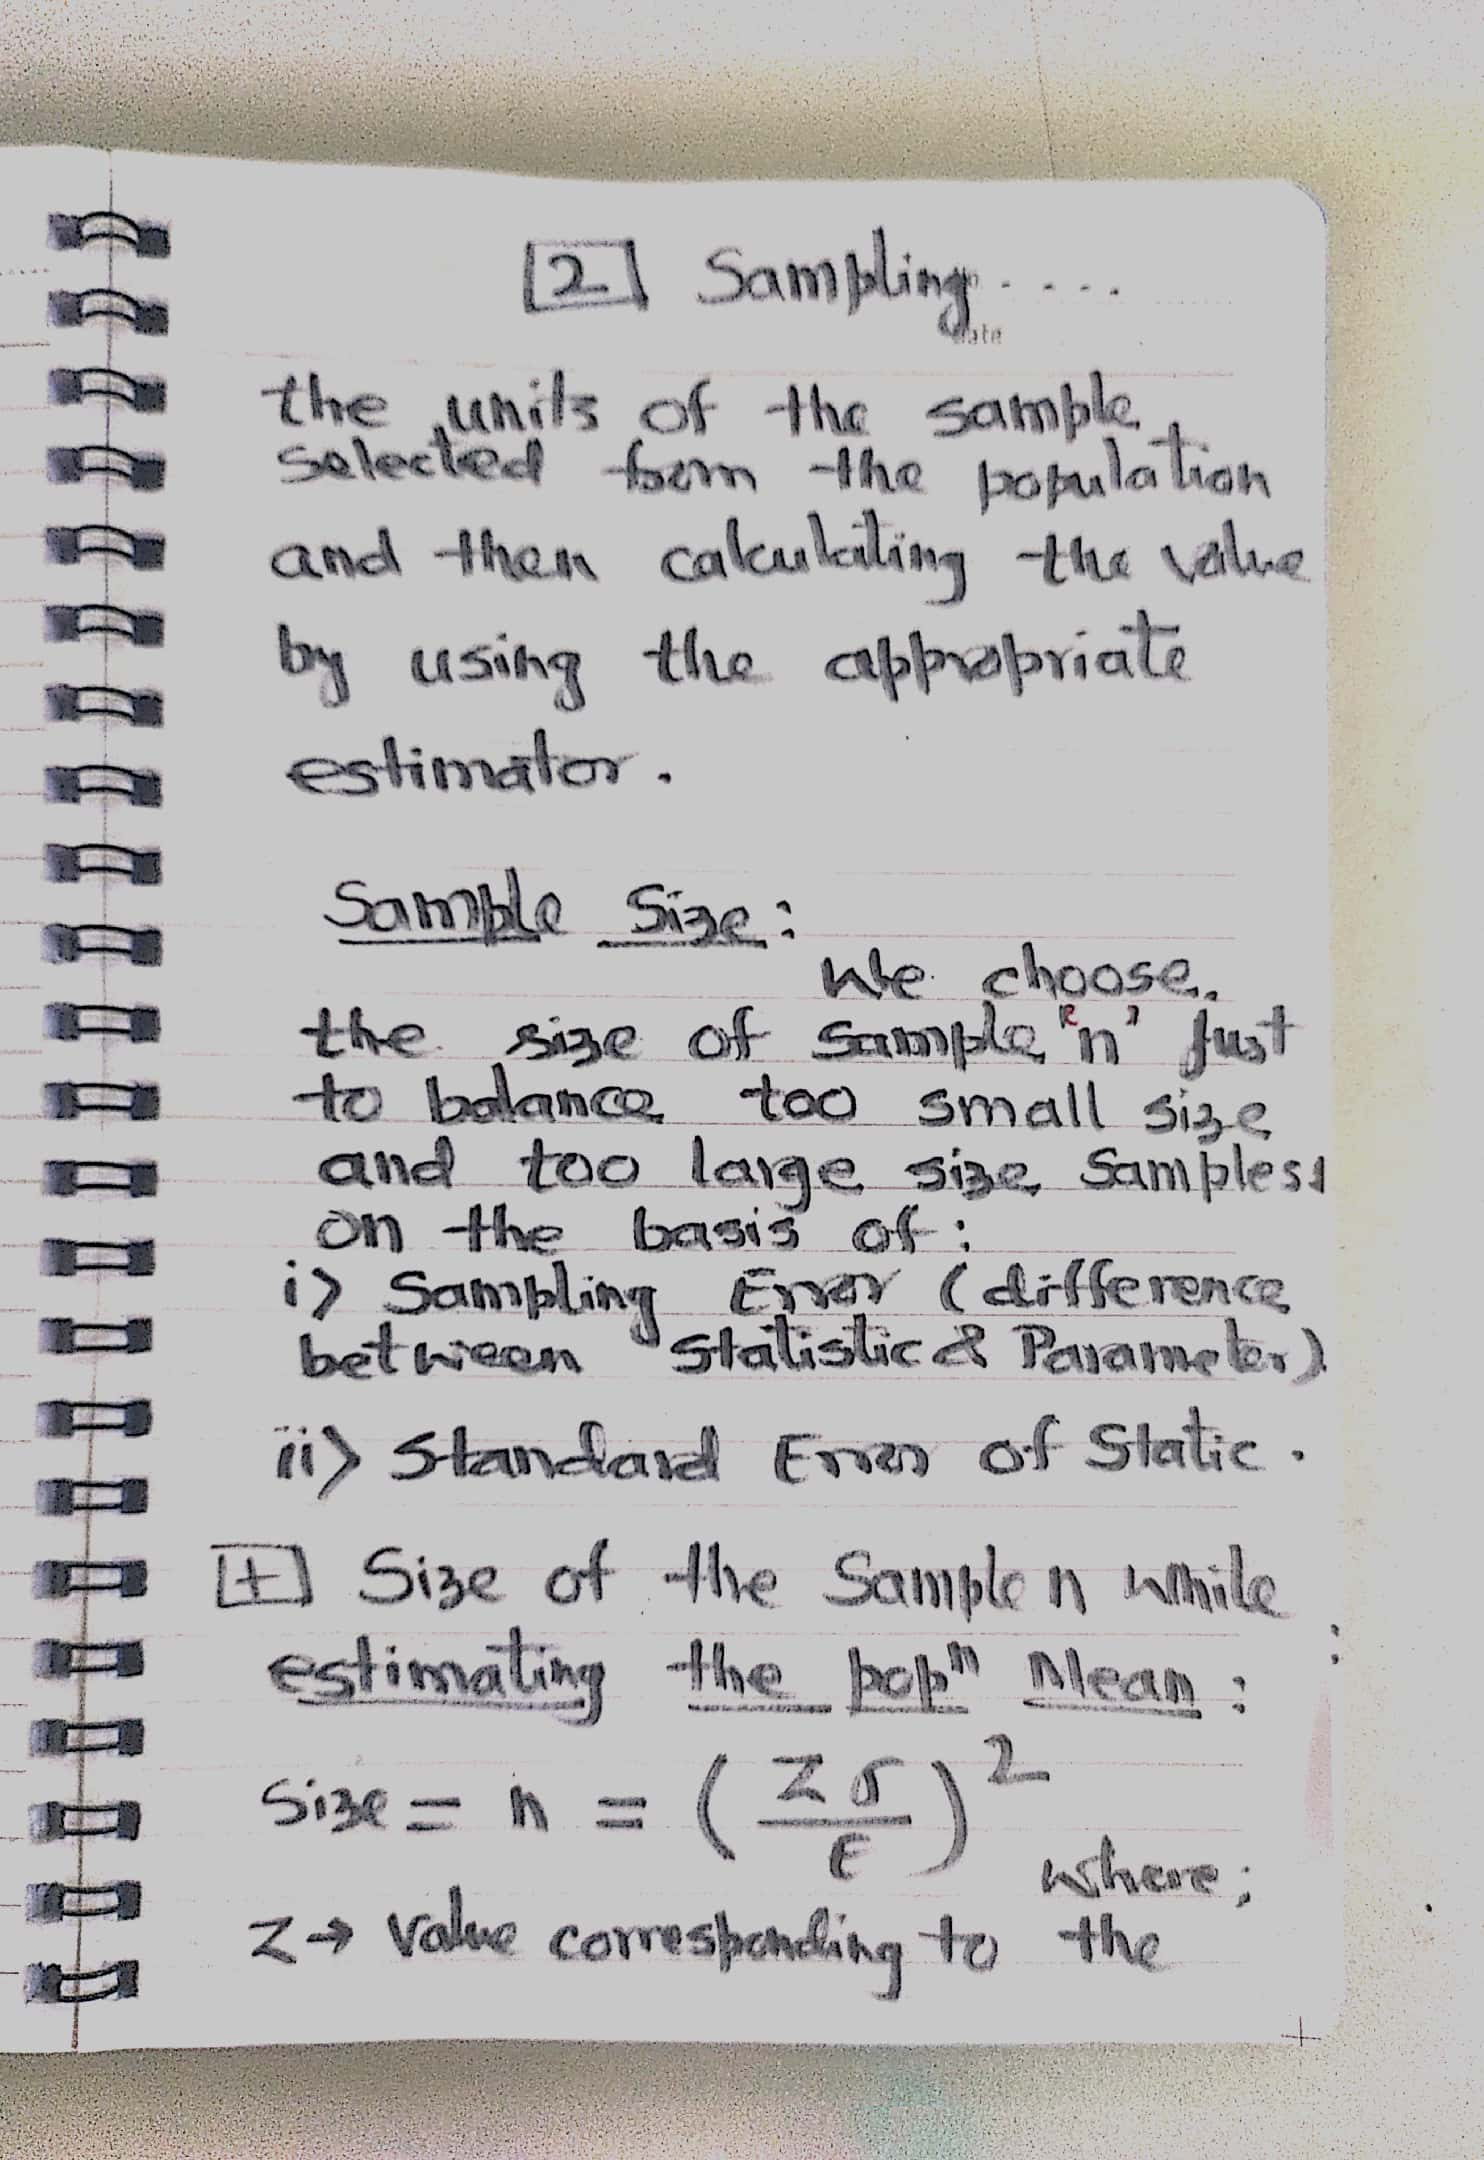 [2] Sampling....
Date
the units of the sample
selected from the population
and then calculating the value
by using the appropriate
estimator.
Sample Size:
We choose
the size of sample "n" just
to balance too small size
and too large size samples,
on the basis of:
i> Sampling Error (difference
between Statistic & Parameter).
ii> Standard Error of Static.
[+] Size of the Sample n while
estimating the popⁿ Mean:
Size = n = (Zσ/E)²
where;
Z → Value corresponding to the